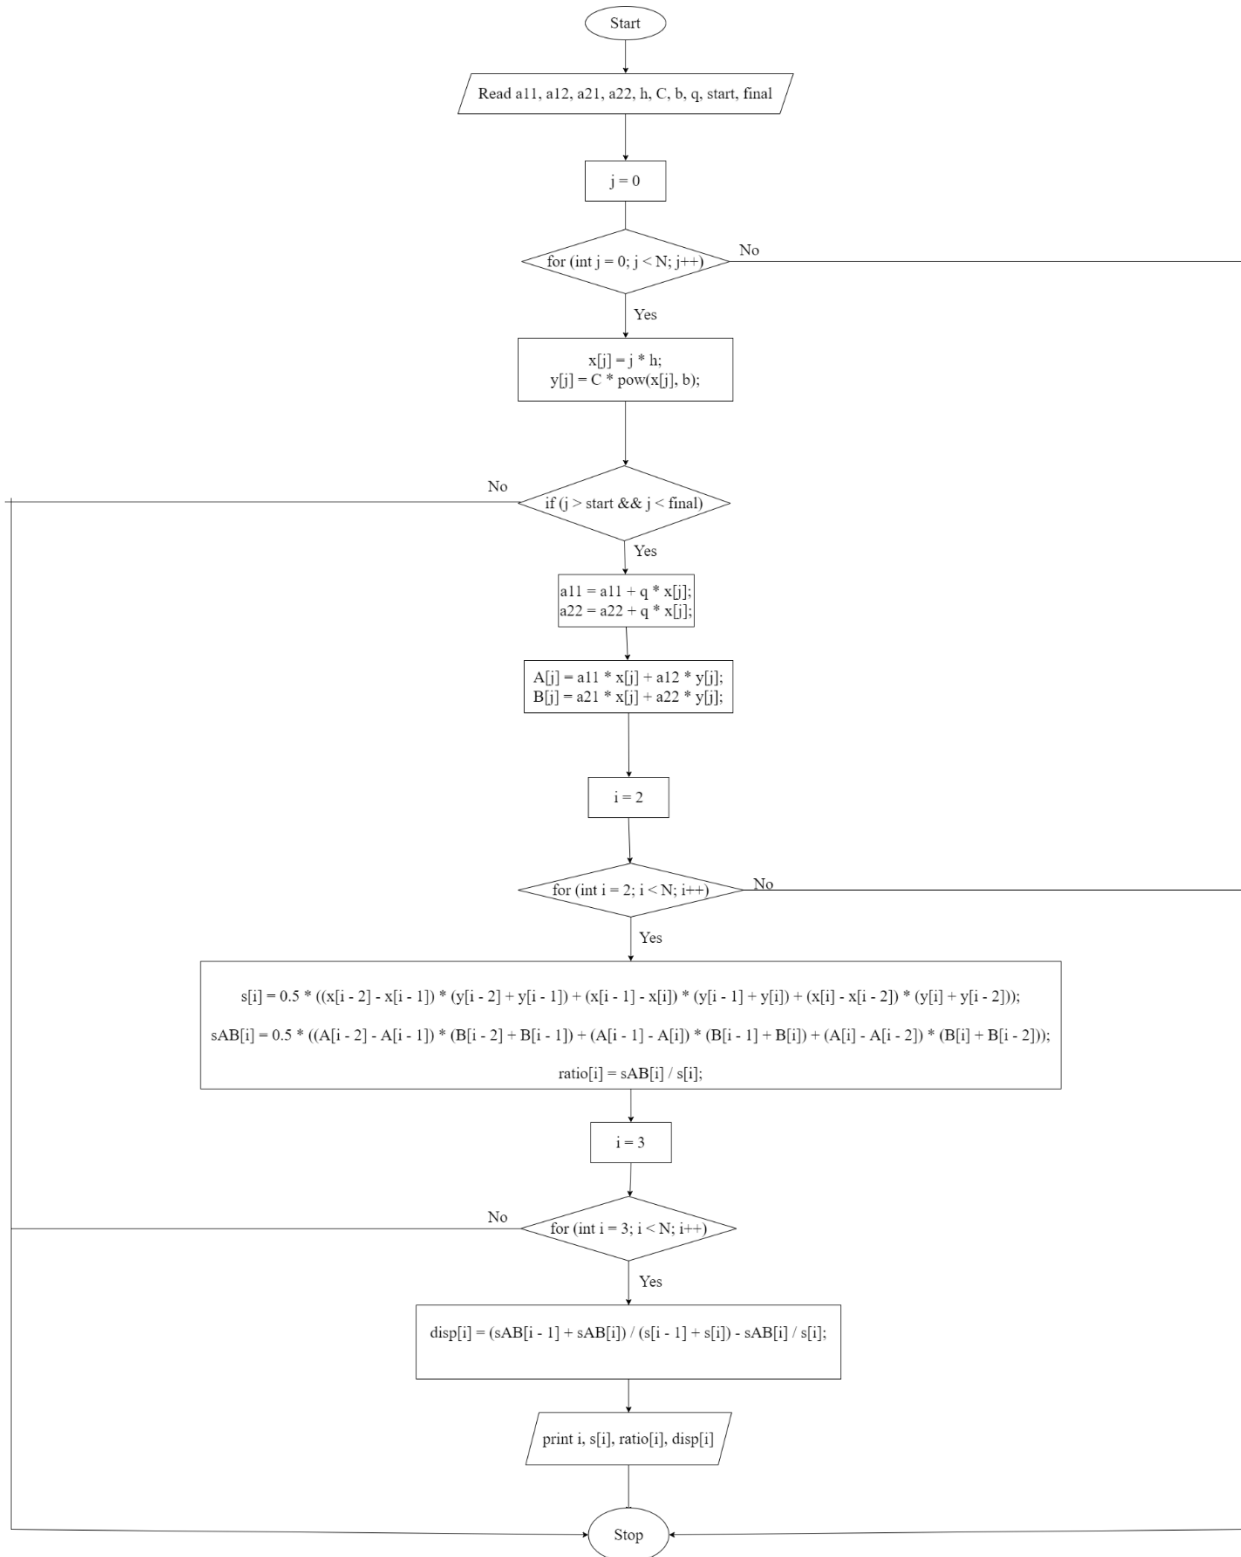 Start
Read a11, a12, a21, a22, h, C, b, q, start, final
j = 0
for (int j = 0; j < N; j++)
No
Yes
x[j] = j * h;
y[j] = C * pow(x[j], b);
No
if (j > start && j < final)
Yes
a11 = a11 + q * x[j];
a22 = a22 + q * x[j];
A[j] = a11 * x[j] + a12 * y[j];
B[j] = a21 * x[j] + a22 * y[j];
i = 2
for (int i = 2; i < N; i++)
No
Yes
s[i] = 0.5 * ((x[i - 2] - x[i - 1]) * (y[i - 2] + y[i - 1]) + (x[i - 1] - x[i]) * (y[i - 1] + y[i]) + (x[i] - x[i - 2]) * (y[i] + y[i - 2]));
sAB[i] = 0.5 * ((A[i - 2] - A[i - 1]) * (B[i - 2] + B[i - 1]) + (A[i - 1] - A[i]) * (B[i - 1] + B[i]) + (A[i] - A[i - 2]) * (B[i] + B[i - 2]));
ratio[i] = sAB[i] / s[i];
i = 3
No
for (int i = 3; i < N; i++)
Yes
disp[i] = (sAB[i - 1] + sAB[i]) / (s[i - 1] + s[i]) - sAB[i] / s[i];
print i, s[i], ratio[i], disp[i]
Stop